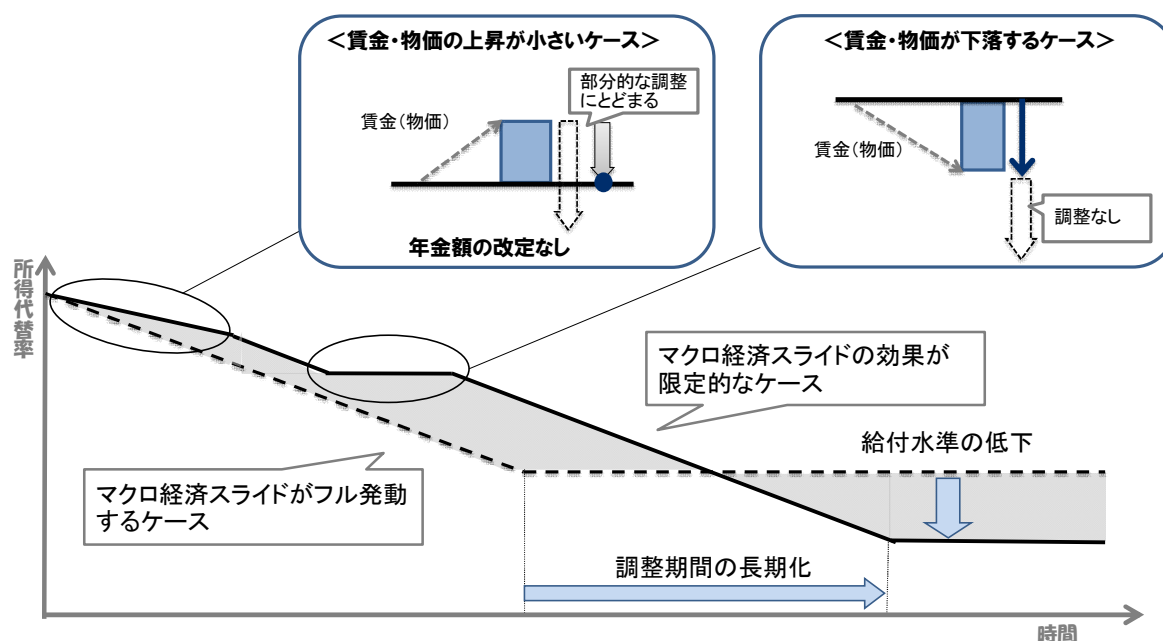 ＜賃金・物価の上昇が小さいケース＞
部分的な調整
にとどまる
賃金（物価）
年金額の改定なし
＜賃金・物価が下落するケース＞
賃金（物価）
調整なし
所得代替率
マクロ経済スライドの効果が
限定的なケース
給付水準の低下
マクロ経済スライドがフル発動
するケース
調整期間の長期化
時間